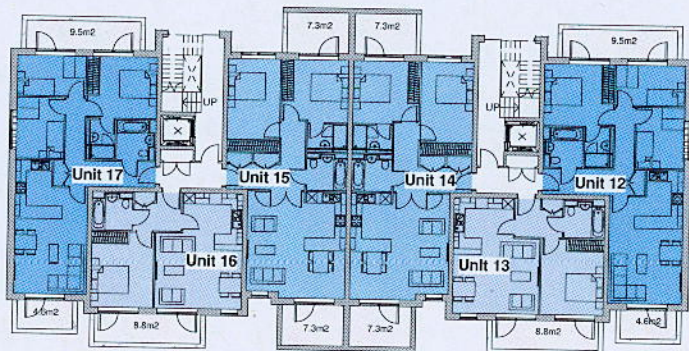 9.5m2
7.3m2
7.3m2
9.5m2
UP
UP
Unit 17
Unit 15
Unit 14
Unit 12
Unit 16
Unit 13
4.6m2
8.8m2
7.3m2
7.3m2
8.8m2
4.6m2